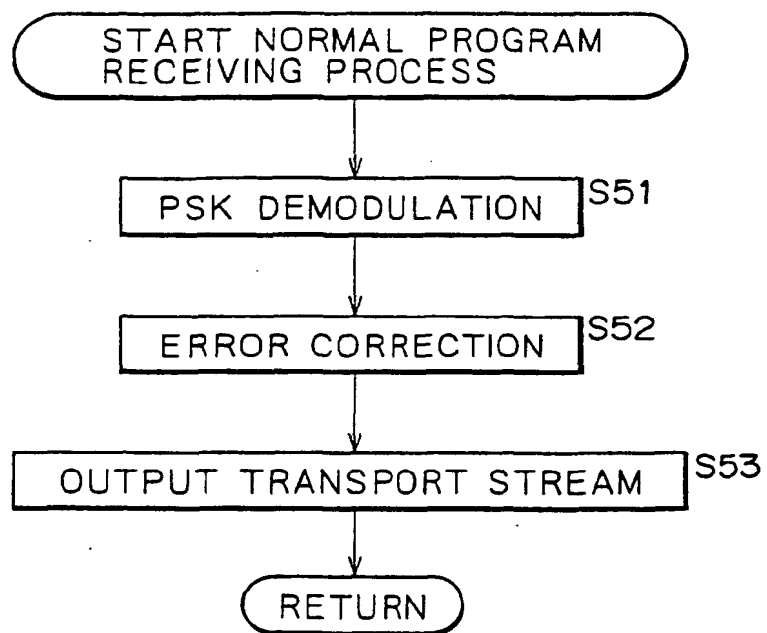 START NORMAL PROGRAM
RECEIVING PROCESS
PSK DEMODULATION
S51
ERROR CORRECTION
S52
OUTPUT TRANSPORT STREAM
S53
RETURN